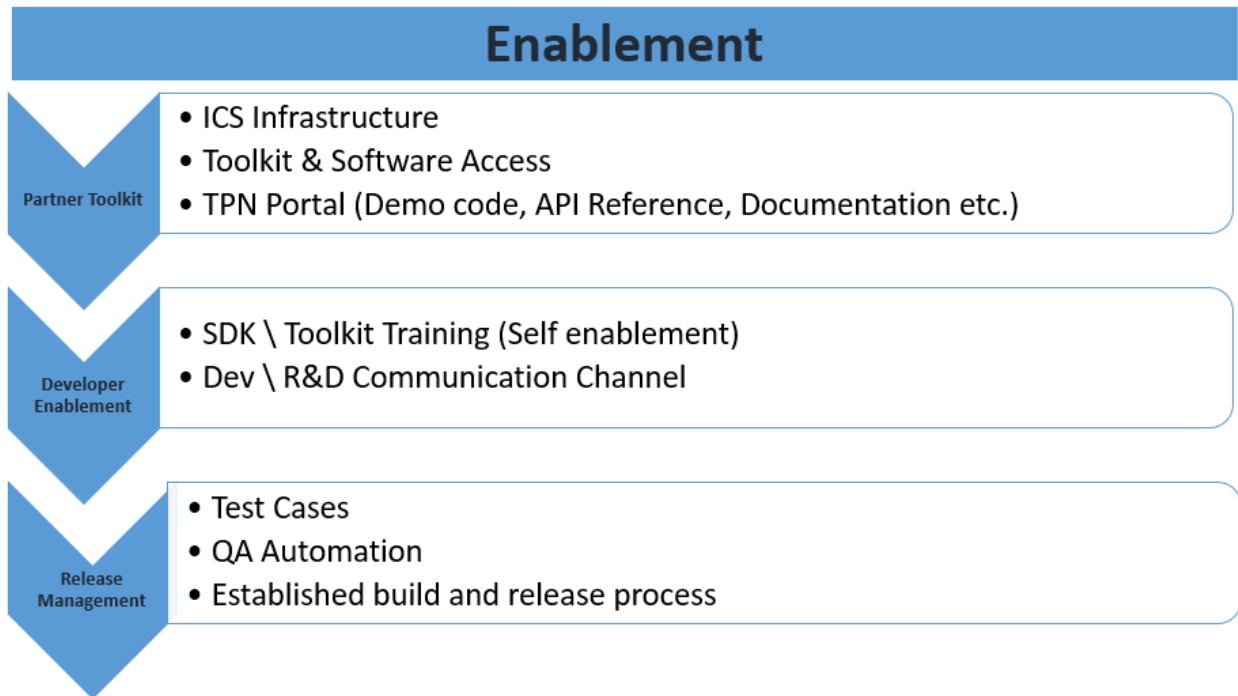 Enablement
Partner Toolkit
• ICS Infrastructure
• Toolkit & Software Access
• TPN Portal (Demo code, API Reference, Documentation etc.)
Developer
Enablement
• SDK \ Toolkit Training (Self enablement)
• Dev \ R&D Communication Channel
Release
Management
• Test Cases
• QA Automation
• Established build and release process